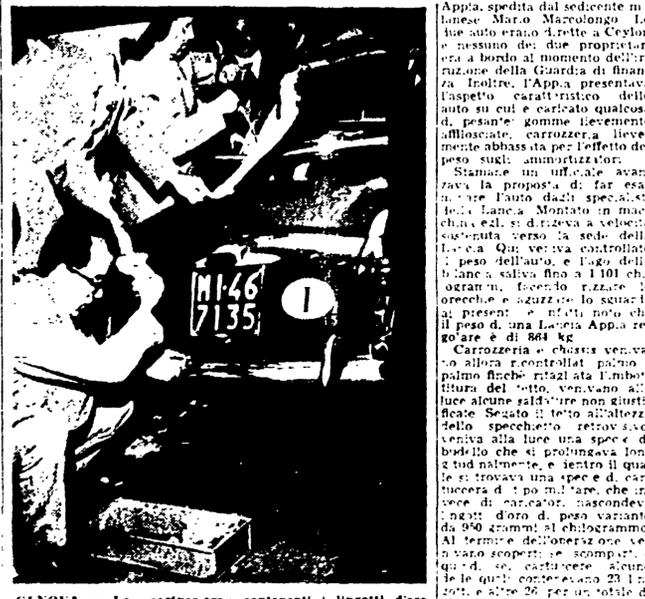 MI·46
7135
I
Appia, spedita dal sedicente mi
lanese Mario Marcolongo Le
due auto erano dirette a Ceylon
e nessuno dei due proprietari
era a bordo al momento dell'ir
ruzione della Guardia di finan
za Inoltre, l'Appia presentava
l'aspetto caratteristico delle
auto su cui è caricato qualcosa
di pesante gomme lievemente
afflosciate, carrozzeria lieve
mente abbassata per l'effetto del
peso sugli ammortizzatori
Stamane un ufficiale avan
zava la proposta di far esa
minare l'auto dagli specialisti
della Lancia Montato in mac
china egli si dirigeva a velocità
sostenuta verso la sede della
Lancia Qui veniva controllato
il peso dell'auto, e l'ago della
bilancia saliva fino a 1 101 chi
logrammi, facendo rizzare le
orecchie e aguzzare lo sguardo
ai presenti è infatti noto che
il peso di una Lancia Appia re
golare è di 864 kg
Carrozzeria e chassis veniva
no allora ricontrollati palmo a
palmo finchè ritagliata l'imbot
titura del tetto, venivano alla
luce alcune saldature non giusti
ficate Segato il tetto all'altezza
dello specchietto retrovisivo
veniva alla luce una specie di
budello che si prolungava lon
gitudinalmente, e dentro il qua
le si trovava una specie di car
tuccera di tipo militare, che in
vece di caricatori nascondeva
lingotti d'oro di peso variante
da 950 grammi al chilogrammo
Al termine dell'operazione ve
nivano scoperti scomparti,
quindi se cartuccere alcune
delle quali contenevano 23 lin
gotti e altre 26 per un totale di
GENOVA contenenti i lingotti d'oro